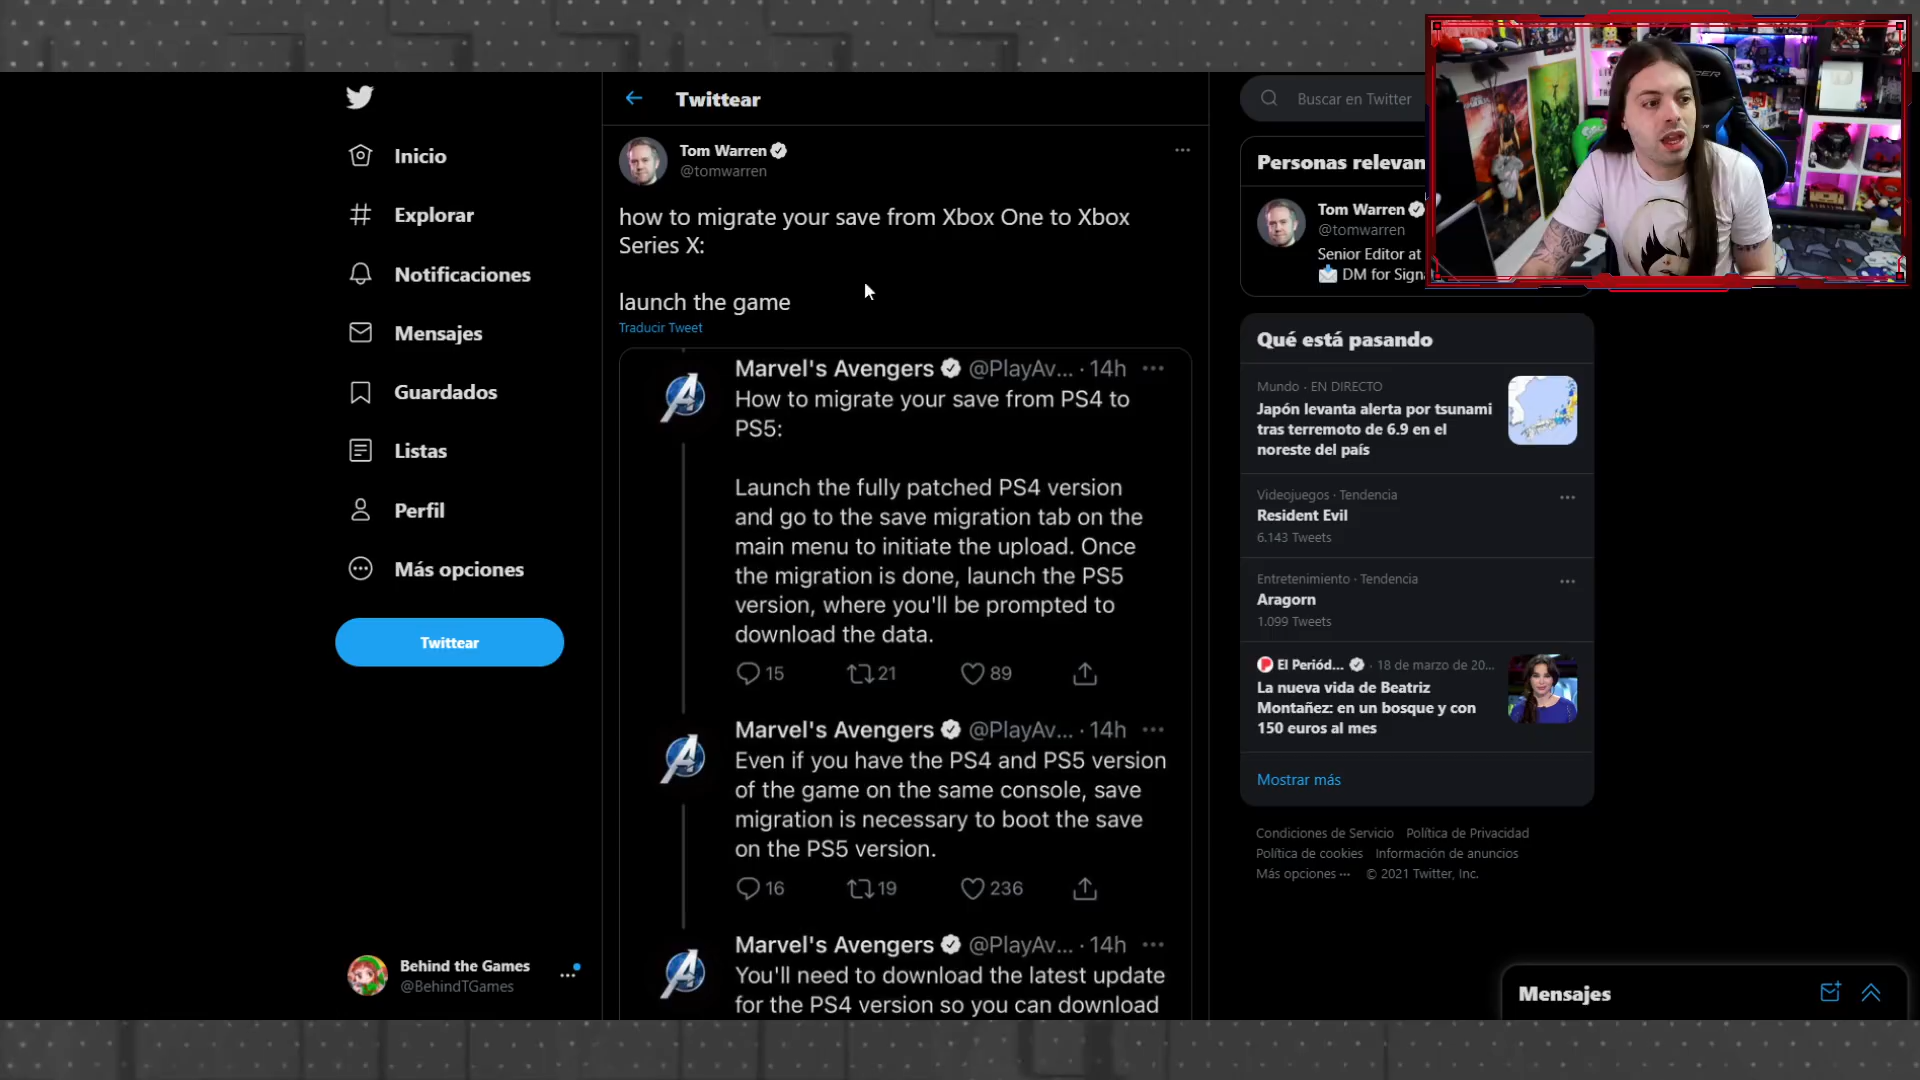 Twittear
Buscar en Twitter
Inicio
Explorar
Notificaciones
Mensajes
Guardados
Listas
Perfil
Más opciones
Twittear
Behind the Games
@BehindTGames
Tom Warren
@tomwarren
how to migrate your save from Xbox One to Xbox
Series X:
launch the game
Traducir Tweet
Marvel's Avengers @PlayAv... · 14h
How to migrate your save from PS4 to
PS5:
Launch the fully patched PS4 version
and go to the save migration tab on the
main menu to initiate the upload. Once
the migration is done, launch the PS5
version, where you'll be prompted to
download the data.
15 21 89
Marvel's Avengers @PlayAv... · 14h
Even if you have the PS4 and PS5 version
of the game on the same console, save
migration is necessary to boot the save
on the PS5 version.
16 19 236
Marvel's Avengers @PlayAv... · 14h
You'll need to download the latest update
for the PS4 version so you can download
Personas relevan
Tom Warren
@tomwarren
Senior Editor at
DM for Signa
Qué está pasando
Mundo · EN DIRECTO
Japón levanta alerta por tsunami
tras terremoto de 6.9 en el
noreste del país
Videojuegos · Tendencia
Resident Evil
6.143 Tweets
Entretenimiento · Tendencia
Aragorn
1.099 Tweets
El Periód... · 18 de marzo de 20...
La nueva vida de Beatriz
Montañez: en un bosque y con
150 euros al mes
Mostrar más
Condiciones de Servicio Política de Privacidad
Política de cookies Información de anuncios
Más opciones ··· © 2021 Twitter, Inc.
Mensajes